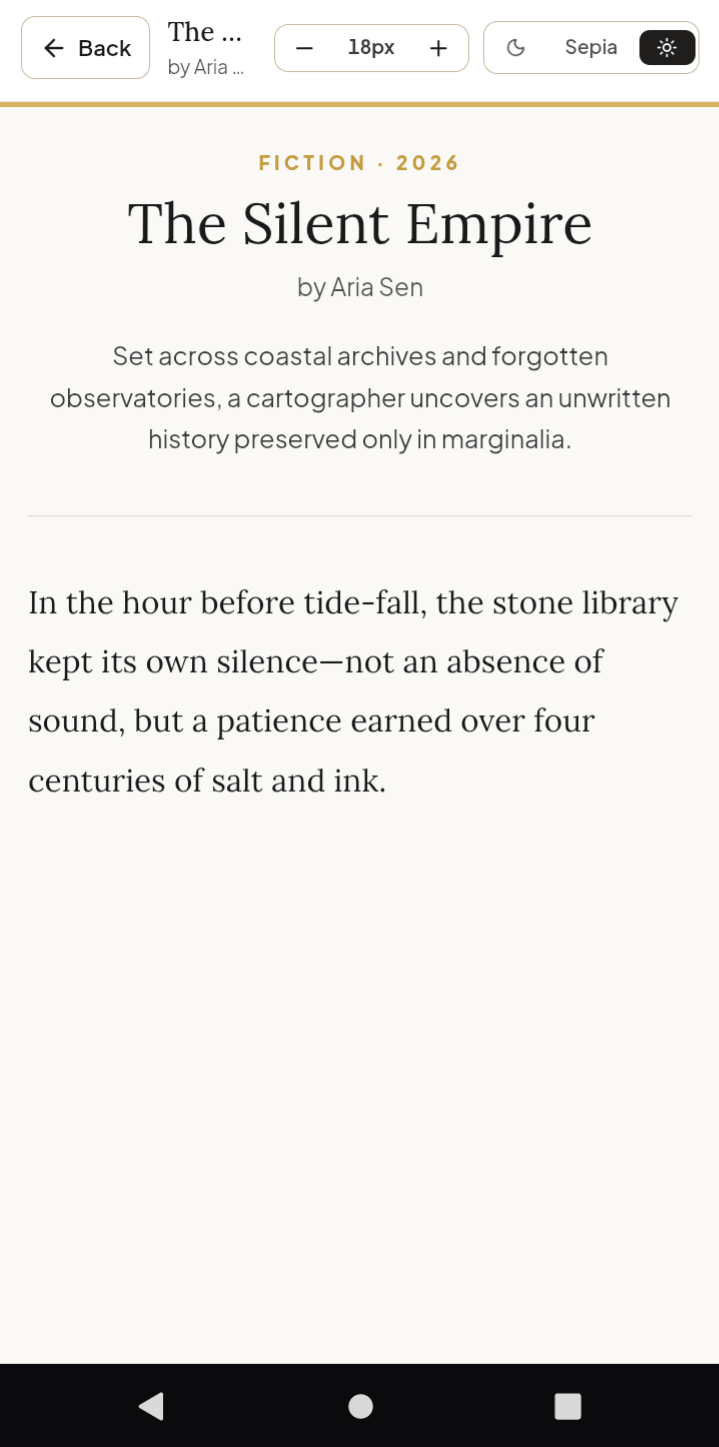 Back
The ...
by Aria ...
− 18px +
Sepia
FICTION · 2026
The Silent Empire
by Aria Sen
Set across coastal archives and forgotten
observatories, a cartographer uncovers an unwritten
history preserved only in marginalia.
In the hour before tide-fall, the stone library
kept its own silence—not an absence of
sound, but a patience earned over four
centuries of salt and ink.